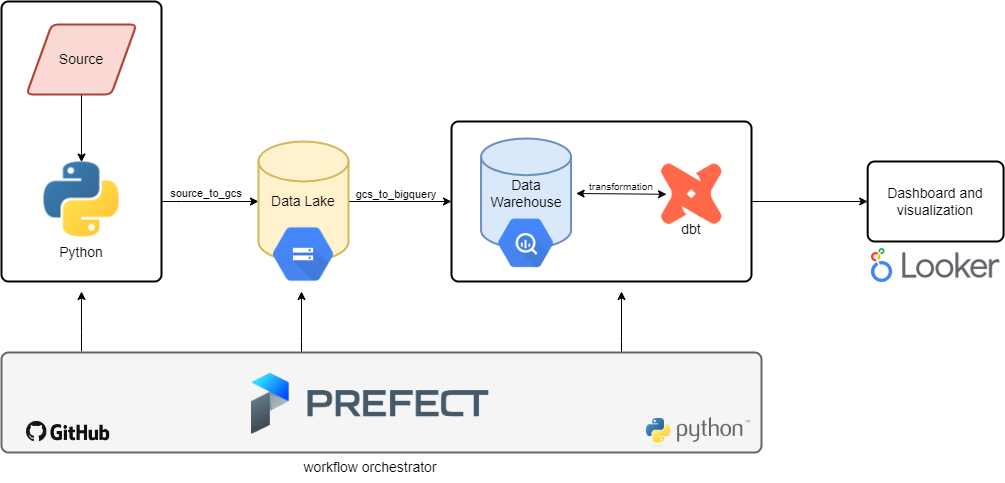 Source
Python
source_to_gcs
Data Lake
gcs_to_bigquery
Data
Warehouse
transformation
dbt
Dashboard and
visualization
Looker
PREFECT
GitHub
python™
workflow orchestrator